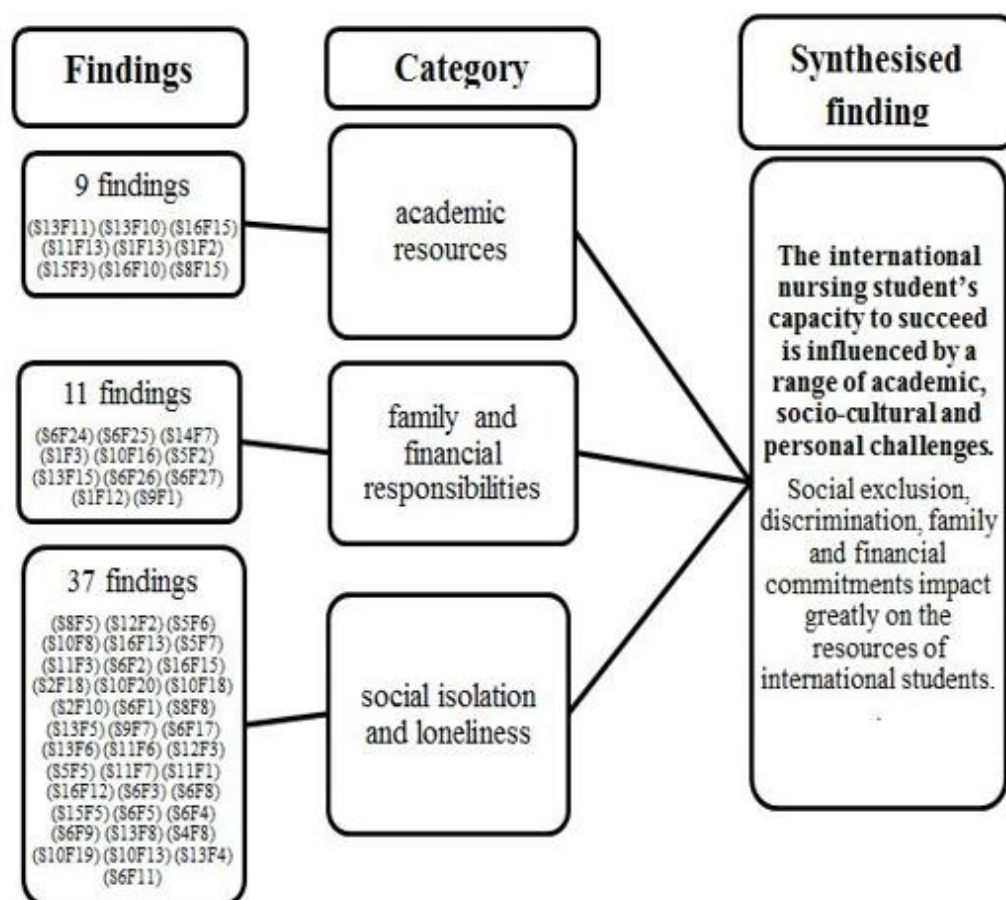 Findings
Category
Synthesised
finding
9 findings
(S13F11) (S13F10) (S16F15)
(S11F13) (S1F13) (S1F2)
(S15F3) (S16F10) (S8F15)
academic
resources
11 findings
(S6F24) (S6F25) (S14F7)
(S1F3) (S10F16) (S5F2)
(S13F15) (S6F26) (S6F27)
(S1F12) (S9F1)
family and
financial
responsibilities
37 findings
(S8F5) (S12F2) (S5F6)
(S10F8) (S16F13) (S5F7)
(S11F3) (S6F2) (S16F15)
(S2F18) (S10F20) (S10F18)
(S2F10) (S6F1) (S8F8)
(S13F5) (S9F7) (S6F17)
(S13F6) (S11F6) (S12F3)
(S5F5) (S11F7) (S11F1)
(S16F12) (S6F3) (S6F8)
(S15F5) (S6F5) (S6F4)
(S6F9) (S13F8) (S4F8)
(S10F19) (S10F13) (S13F4)
(S6F11)
social isolation
and loneliness
The international
nursing student’s
capacity to succeed
is influenced by a
range of academic,
socio-cultural and
personal challenges.
Social exclusion,
discrimination, family
and financial
commitments impact
greatly on the
resources of
international students.
.